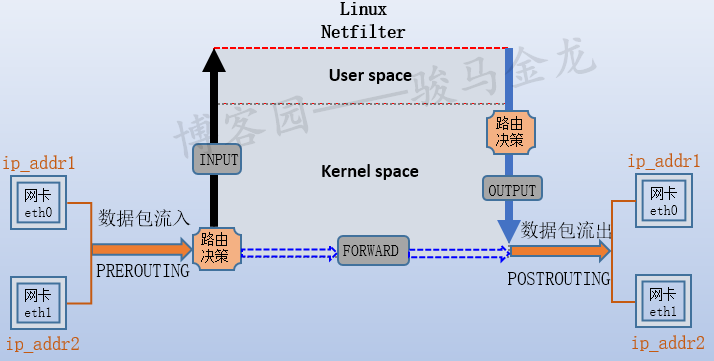 Linux
Netfilter
User space
博客园——骏马金龙
路由
决策
INPUT
Kernel space
OUTPUT
ip_addr1
网卡
eth0
数据包流入
PREROUTING
路由
决策
FORWARD
数据包流出
POSTROUTING
ip_addr1
网卡
eth0
网卡
eth1
ip_addr2
网卡
eth1
ip_addr2